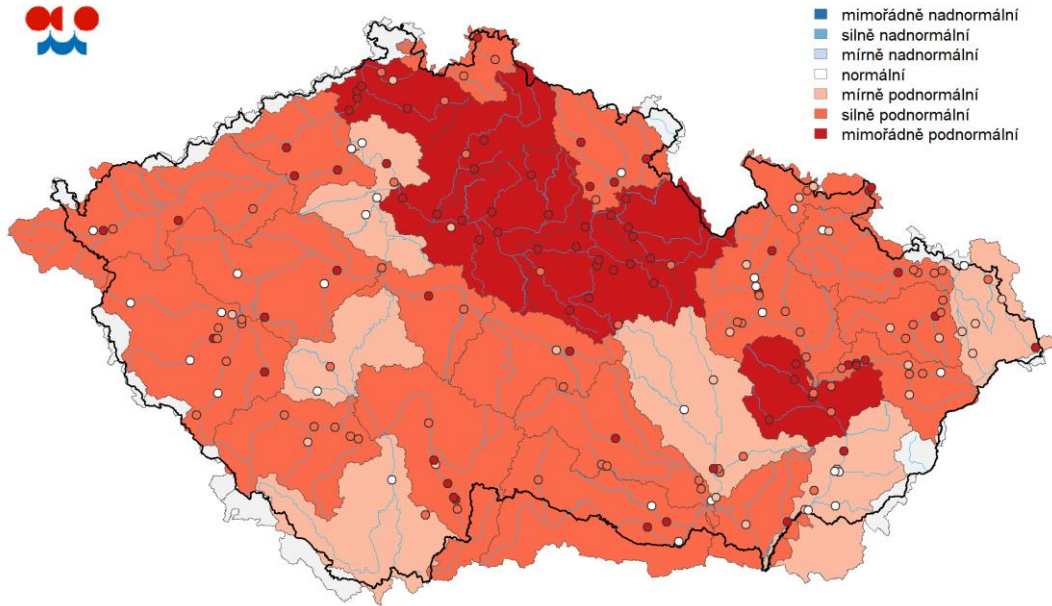 mimořádně nadnormální
silně nadnormální
mírně nadnormální
normální
mírně podnormální
silně podnormální
mimořádně podnormální